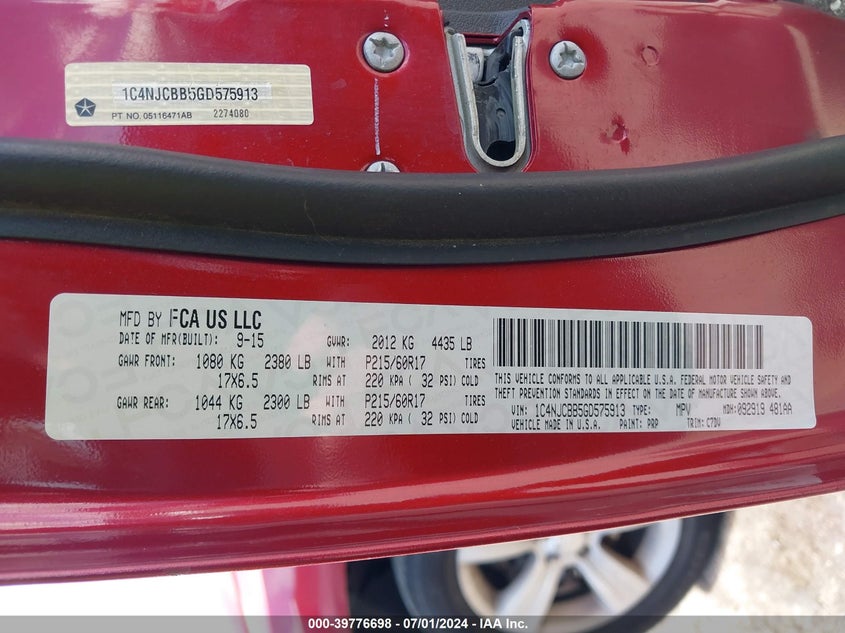 1C4NJCBB5GD575913
PT NO. 05116471AB 2274080
MFD BY FCA US LLC
DATE OF MFR(BUILT): 9-15 GVWR: 2012 KG 4435 LB
GAWR FRONT: 1080 KG 2380 LB WITH P215/60R17 TIRES
17X6.5 RIMS AT 220 KPA ( 32 PSI) COLD
GAWR REAR: 1044 KG 2300 LB WITH P215/60R17 TIRES
17X6.5 RIMS AT 220 KPA ( 32 PSI) COLD
THIS VEHICLE CONFORMS TO ALL APPLICABLE U.S.A. FEDERAL MOTOR VEHICLE SAFETY AND
THEFT PREVENTION STANDARDS IN EFFECT ON THE DATE OF MANUFACTURE SHOWN ABOVE.
VIN: 1C4NJCBB5GD575913 TYPE: MPV MDH: 092919 481AA
VEHICLE MADE IN U.S.A. PAINT: PRP TRIM: C7DV
000-39776698 - 07/01/2024 - IAA Inc.